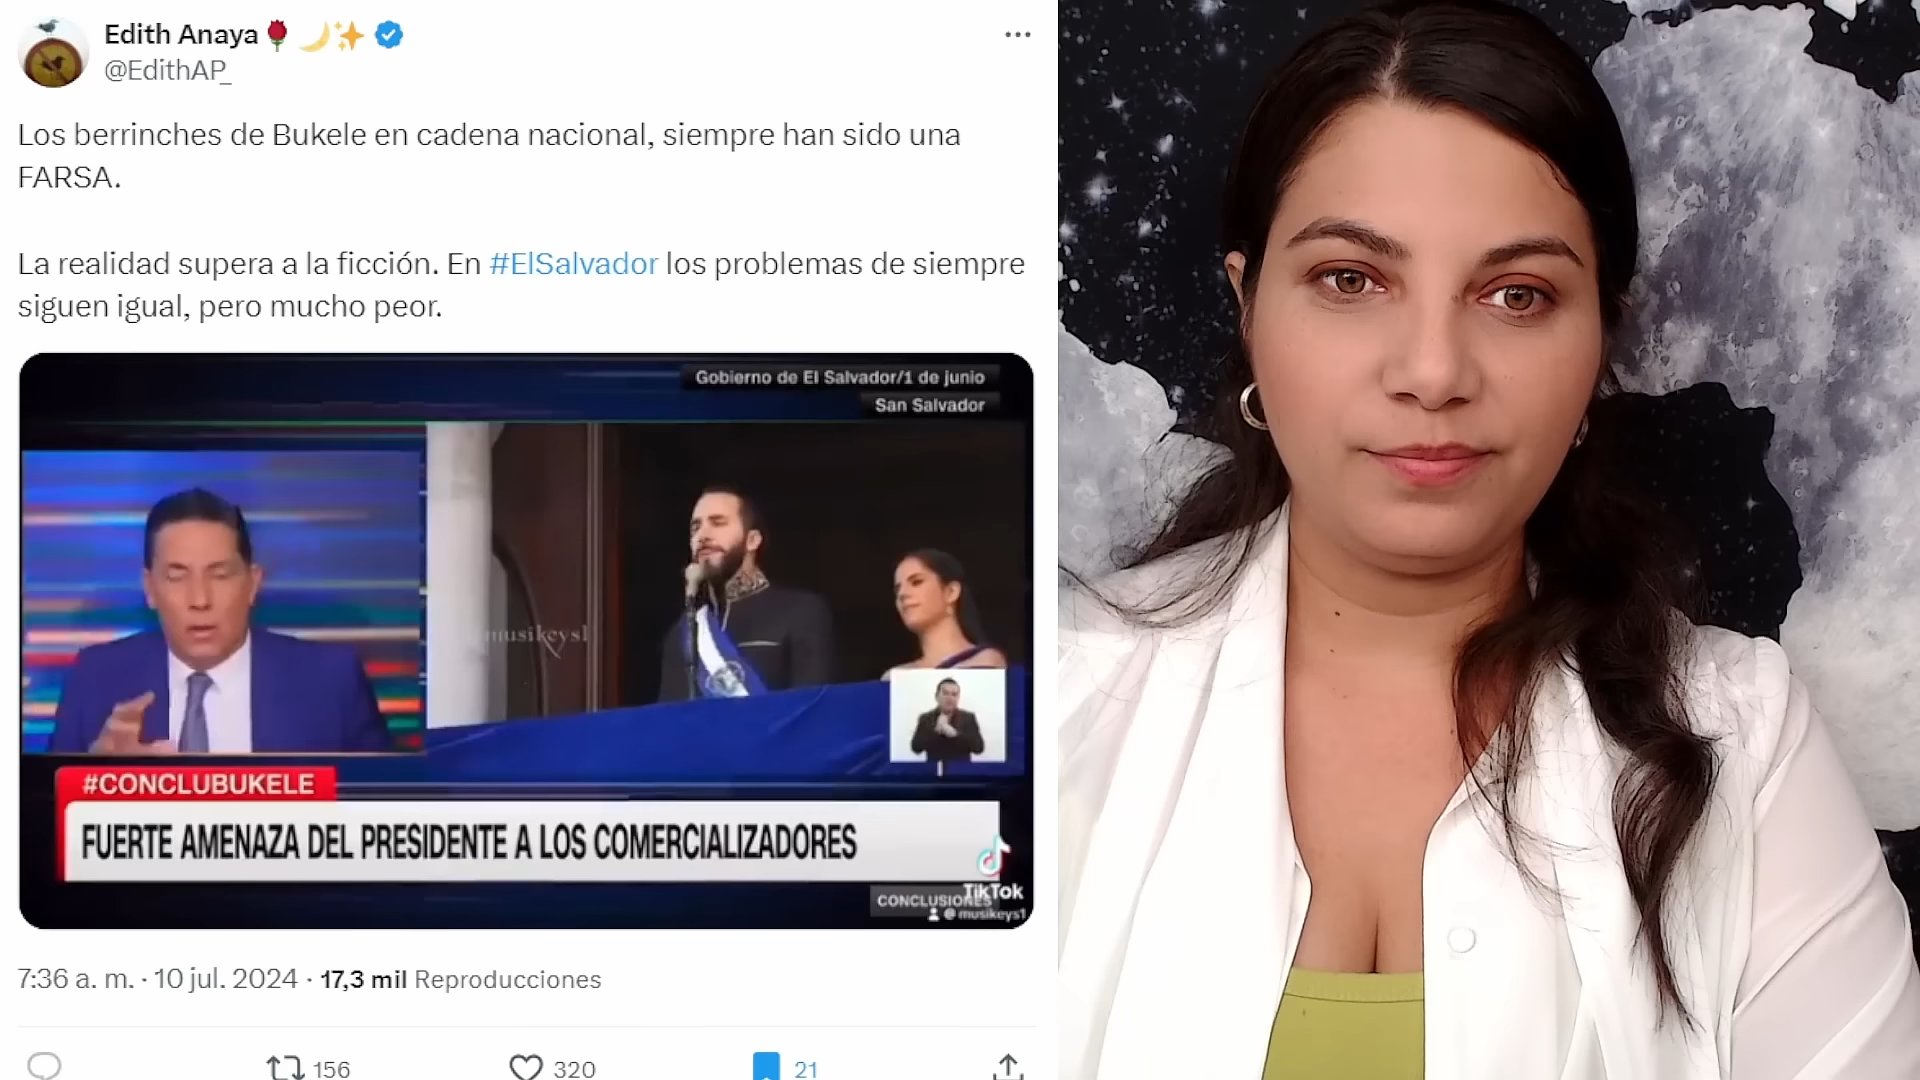 Edith Anaya
@EdithAP_
Los berrinches de Bukele en cadena nacional, siempre han sido una
FARSA.
La realidad supera a la ficción. En #ElSalvador los problemas de siempre
siguen igual, pero mucho peor.
Gobierno de El Salvador/1 de junio
San Salvador
musikeys1
#CONCLUBUKELE
FUERTE AMENAZA DEL PRESIDENTE A LOS COMERCIALIZADORES
TikTok
CONCLUSIONES
@musikeys1
7:36 a. m. · 10 jul. 2024 · 17,3 mil Reproducciones
156 320 21